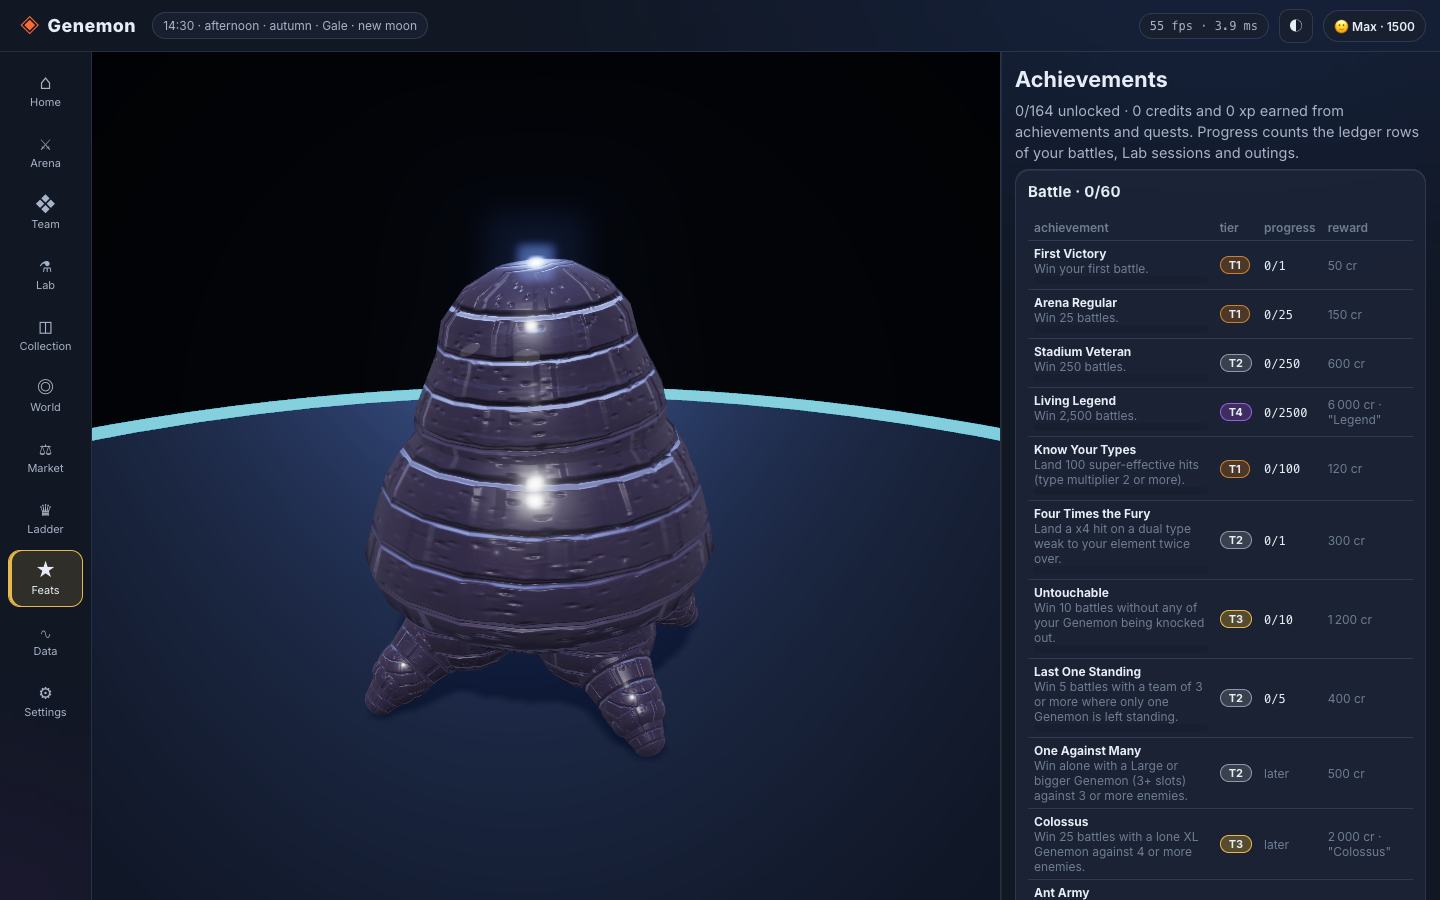 Genemon
14:30 · afternoon · autumn · Gale · new moon
55 fps · 3.9 ms
Max · 1500
Home
Arena
Team
Lab
Collection
World
Market
Ladder
Feats
Data
Settings
Achievements
0/164 unlocked · 0 credits and 0 xp earned from
achievements and quests. Progress counts the ledger rows
of your battles, Lab sessions and outings.
Battle · 0/60
achievement tier progress reward
First Victory
Win your first battle.
T1 0/1 50 cr
Arena Regular
Win 25 battles.
T1 0/25 150 cr
Stadium Veteran
Win 250 battles.
T2 0/250 600 cr
Living Legend
Win 2,500 battles.
T4 0/2500 6 000 cr ·
"Legend"
Know Your Types
Land 100 super-effective hits
(type multiplier 2 or more).
T1 0/100 120 cr
Four Times the Fury
Land a x4 hit on a dual type
weak to your element twice
over.
T2 0/1 300 cr
Untouchable
Win 10 battles without any of
your Genemon being knocked
out.
T3 0/10 1 200 cr
Last One Standing
Win 5 battles with a team of 3
or more where only one
Genemon is left standing.
T2 0/5 400 cr
One Against Many
Win alone with a Large or
bigger Genemon (3+ slots)
against 3 or more enemies.
T2 later 500 cr
Colossus
Win 25 battles with a lone XL
Genemon against 4 or more
enemies.
T3 later 2 000 cr ·
"Colossus"
Ant Army